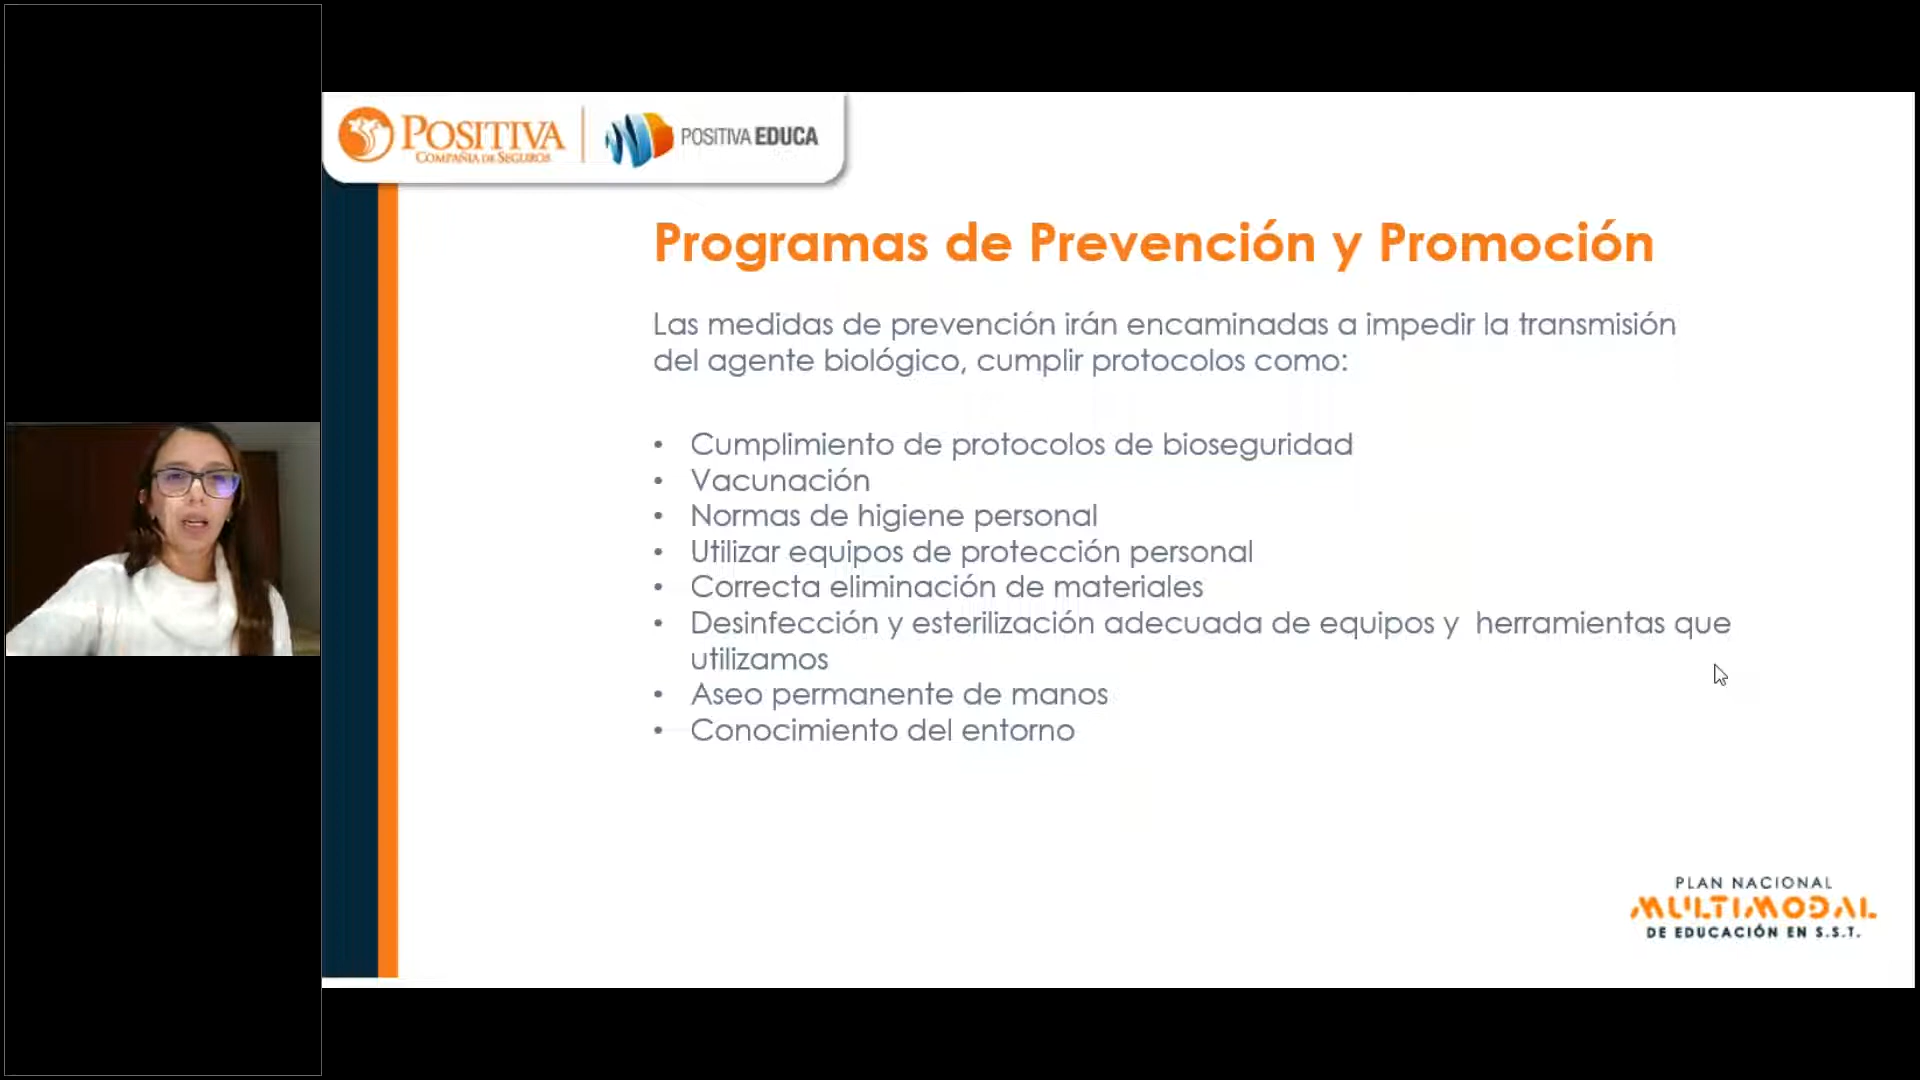 POSITIVA
COMPAÑIA DE SEGUROS
POSITIVA EDUCA
Programas de Prevención y Promoción
Las medidas de prevención irán encaminadas a impedir la transmisión
del agente biológico, cumplir protocolos como:
• Cumplimiento de protocolos de bioseguridad
• Vacunación
• Normas de higiene personal
• Utilizar equipos de protección personal
• Correcta eliminación de materiales
• Desinfección y esterilización adecuada de equipos y herramientas que
utilizamos
• Aseo permanente de manos
• Conocimiento del entorno
PLAN NACIONAL
MULTIMODAL
DE EDUCACIÓN EN S.S.T.